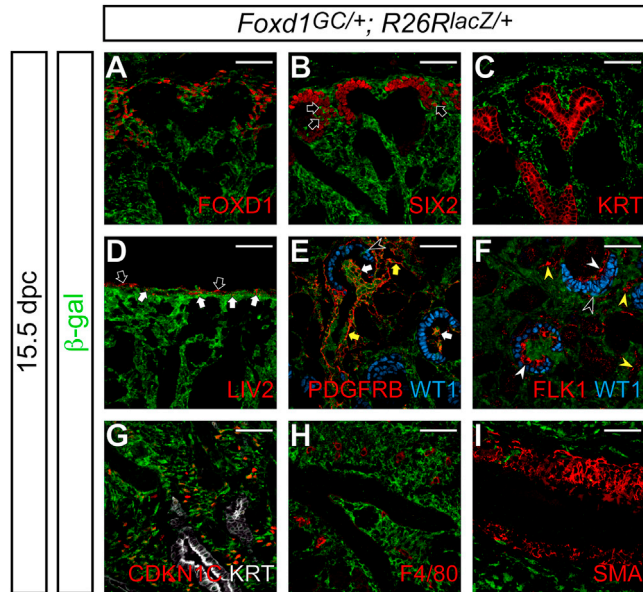 Foxd1GC/+; R26RlacZ/+
15.5 dpc
β-gal
A
FOXD1
B
SIX2
C
KRT
D
LIV2
E
PDGFRB WT1
F
FLK1 WT1
G
CDKN1C KRT
H
F4/80
I
SMA